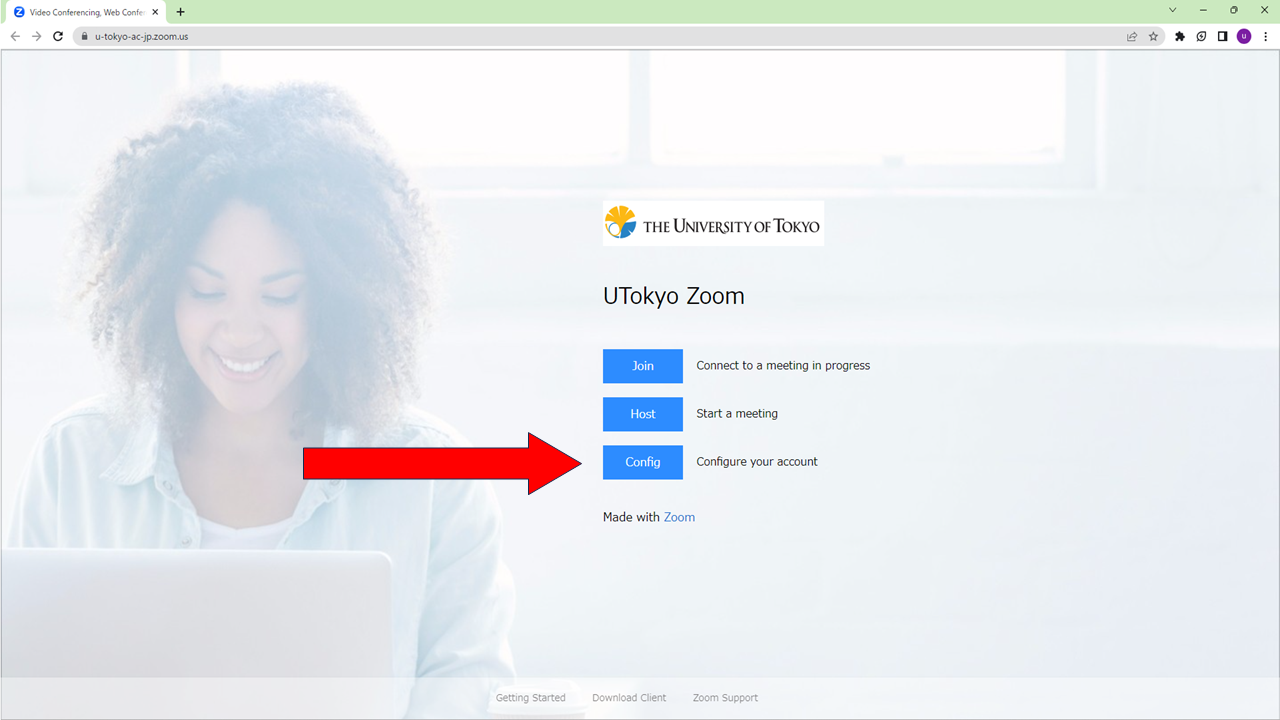 Video Conferencing, Web Confe
u-tokyo-ac-jp.zoom.us
U
THE UNIVERSITY OF TOKYO
UTokyo Zoom
Join Connect to a meeting in progress
Host Start a meeting
Config Configure your account
Made with Zoom
Getting Started Download Client Zoom Support